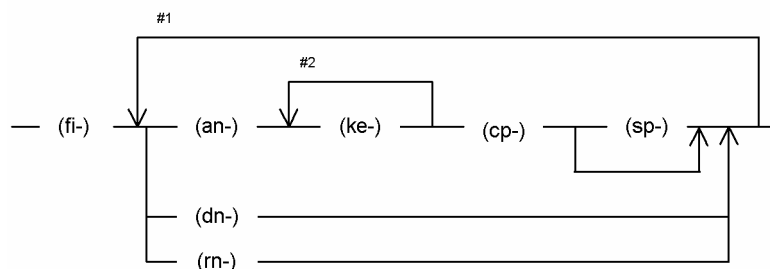 #1
#2
(fi-) (an-) (ke-) (cp-) (sp-)
(dn-)
(rn-)